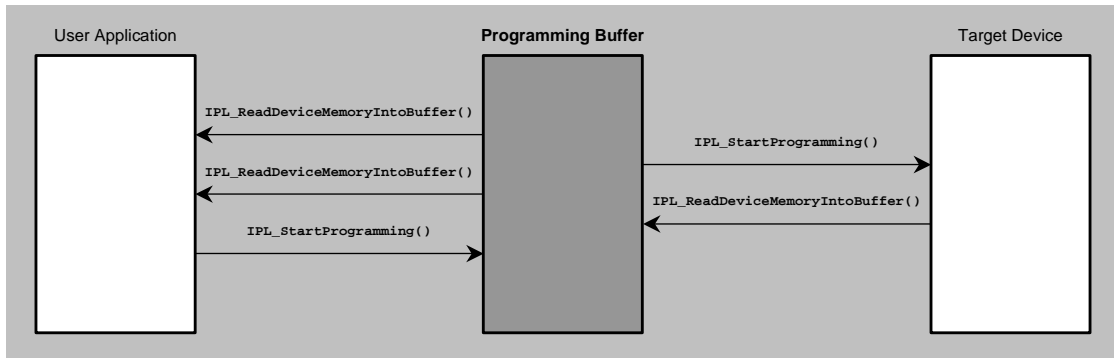 User Application
Programming Buffer
Target Device
IPL_ReadDeviceMemoryIntoBuffer()
IPL_StartProgramming()
IPL_ReadDeviceMemoryIntoBuffer()
IPL_ReadDeviceMemoryIntoBuffer()
IPL_StartProgramming()